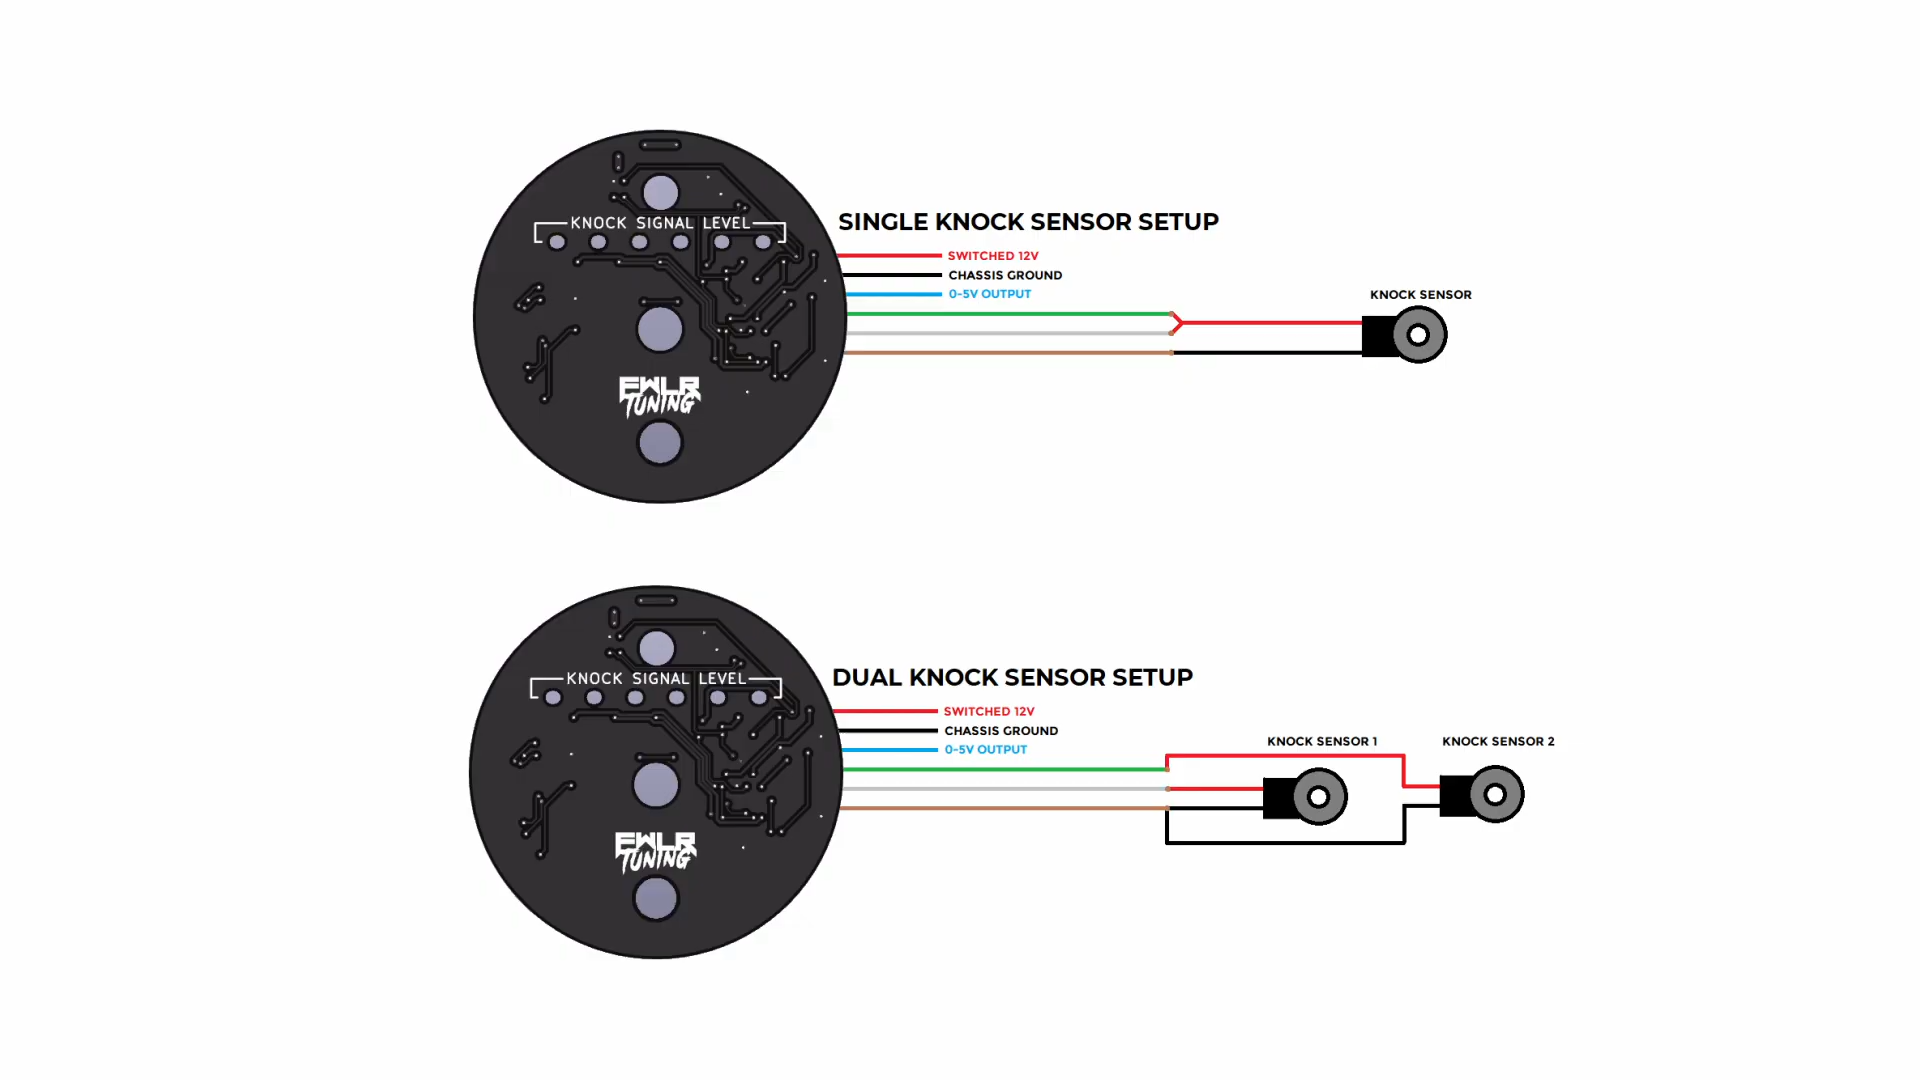 KNOCK SIGNAL LEVEL
SINGLE KNOCK SENSOR SETUP
SWITCHED 12V
CHASSIS GROUND
0-5V OUTPUT
KNOCK SENSOR
FWLR
TUNING
KNOCK SIGNAL LEVEL
DUAL KNOCK SENSOR SETUP
SWITCHED 12V
CHASSIS GROUND
0-5V OUTPUT
KNOCK SENSOR 1
KNOCK SENSOR 2
FWLR
TUNING